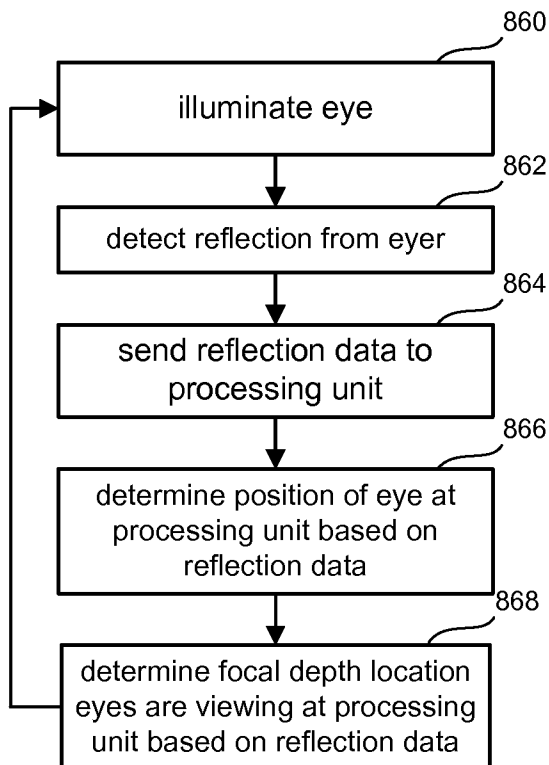 860
illuminate eye
862
detect reflection from eyer
864
send reflection data to
processing unit
866
determine position of eye at
processing unit based on
reflection data
868
determine focal depth location
eyes are viewing at processing
unit based on reflection data